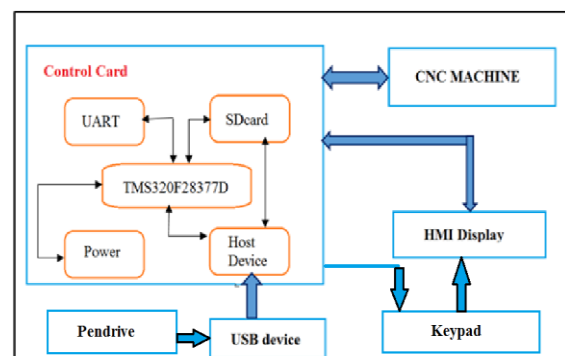 Control Card
CNC MACHINE
UART
SDcard
TMS320F28377D
Power
Host
Device
HMI Display
Pendrive
USB device
Keypad